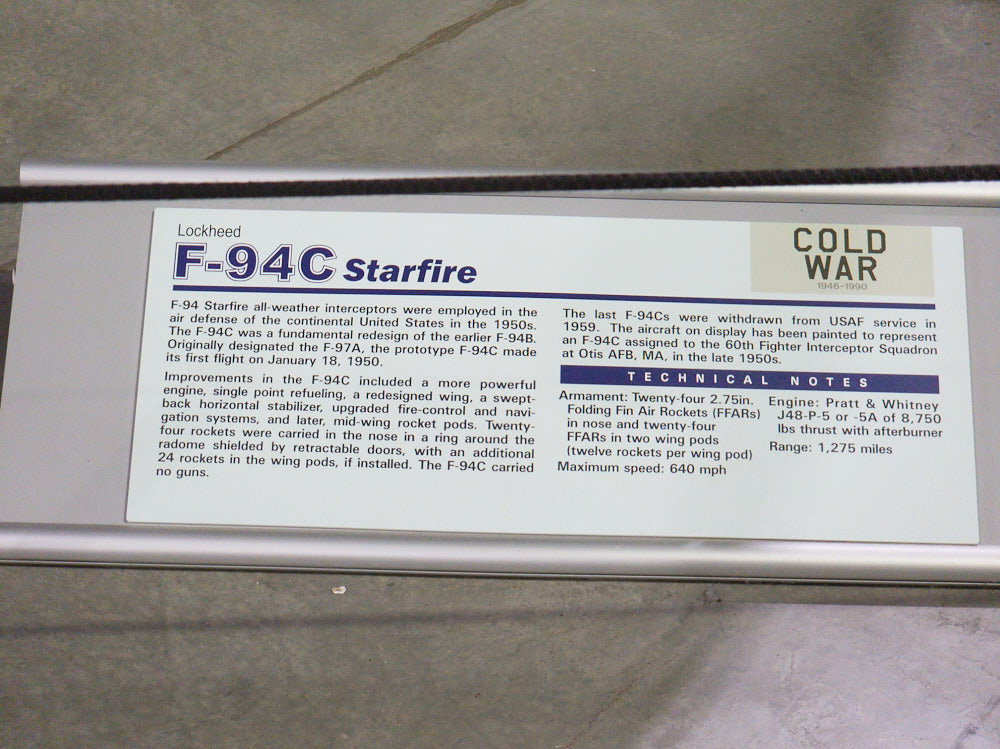 Lockheed
F-94C Starfire
COLD
WAR
1946-1990
F-94 Starfire all-weather interceptors were employed in the
air defense of the continental United States in the 1950s.
The F-94C was a fundamental redesign of the earlier F-94B.
Originally designated the F-97A, the prototype F-94C made
its first flight on January 18, 1950.
Improvements in the F-94C included a more powerful
engine, single point refueling, a redesigned wing, a swept-
back horizontal stabilizer, upgraded fire-control and navi-
gation systems, and later, mid-wing rocket pods. Twenty-
four rockets were carried in the nose in a ring around the
radome shielded by retractable doors, with an additional
24 rockets in the wing pods, if installed. The F-94C carried
no guns.
The last F-94Cs were withdrawn from USAF service in
1959. The aircraft on display has been painted to represent
an F-94C assigned to the 60th Fighter Interceptor Squadron
at Otis AFB, MA, in the late 1950s.
TECHNICAL NOTES
Armament: Twenty-four 2.75in.
Folding Fin Air Rockets (FFARs)
in nose and twenty-four
FFARs in two wing pods
(twelve rockets per wing pod)
Maximum speed: 640 mph
Engine: Pratt & Whitney
J48-P-5 or -5A of 8,750
lbs thrust with afterburner
Range: 1,275 miles